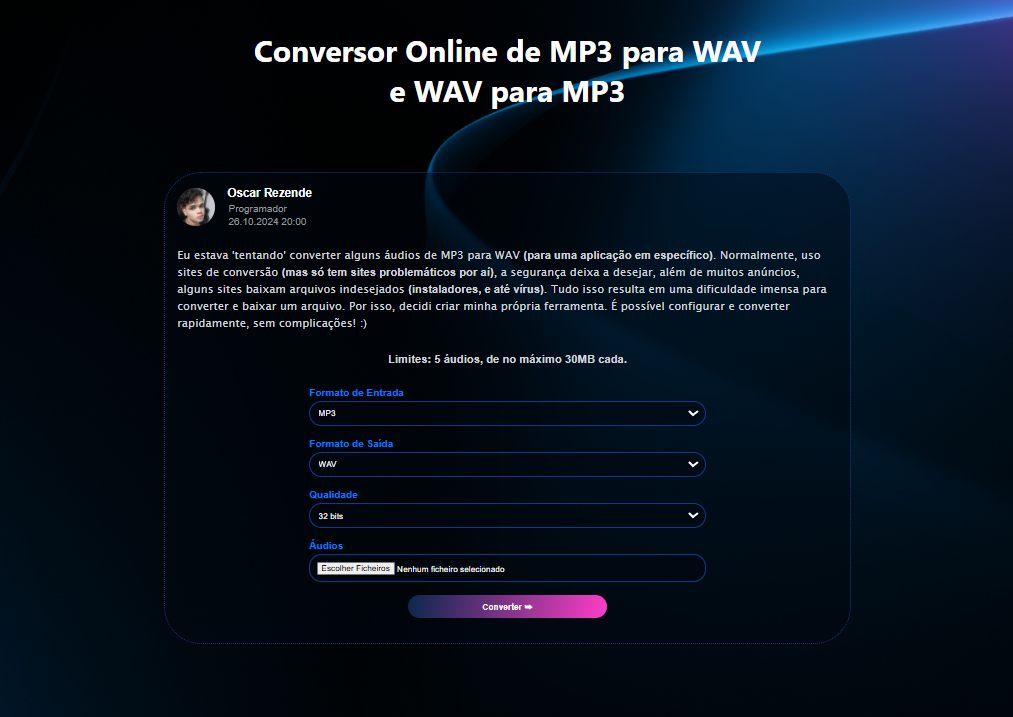 Conversor Online de MP3 para WAV
e WAV para MP3
Oscar Rezende
Programador
26.10.2024 20:00
Eu estava 'tentando' converter alguns áudios de MP3 para WAV (para uma aplicação em específico). Normalmente, uso
sites de conversão (mas só tem sites problemáticos por aí), a segurança deixa a desejar, além de muitos anúncios,
alguns sites baixam arquivos indesejados (instaladores, e até vírus). Tudo isso resulta em uma dificuldade imensa para
converter e baixar um arquivo. Por isso, decidi criar minha própria ferramenta. É possível configurar e converter
rapidamente, sem complicações! :)
Limites: 5 áudios, de no máximo 30MB cada.
Formato de Entrada
MP3
Formato de Saída
WAV
Qualidade
32 bits
Áudios
Escolher Ficheiros Nenhum ficheiro selecionado
Converter ➥